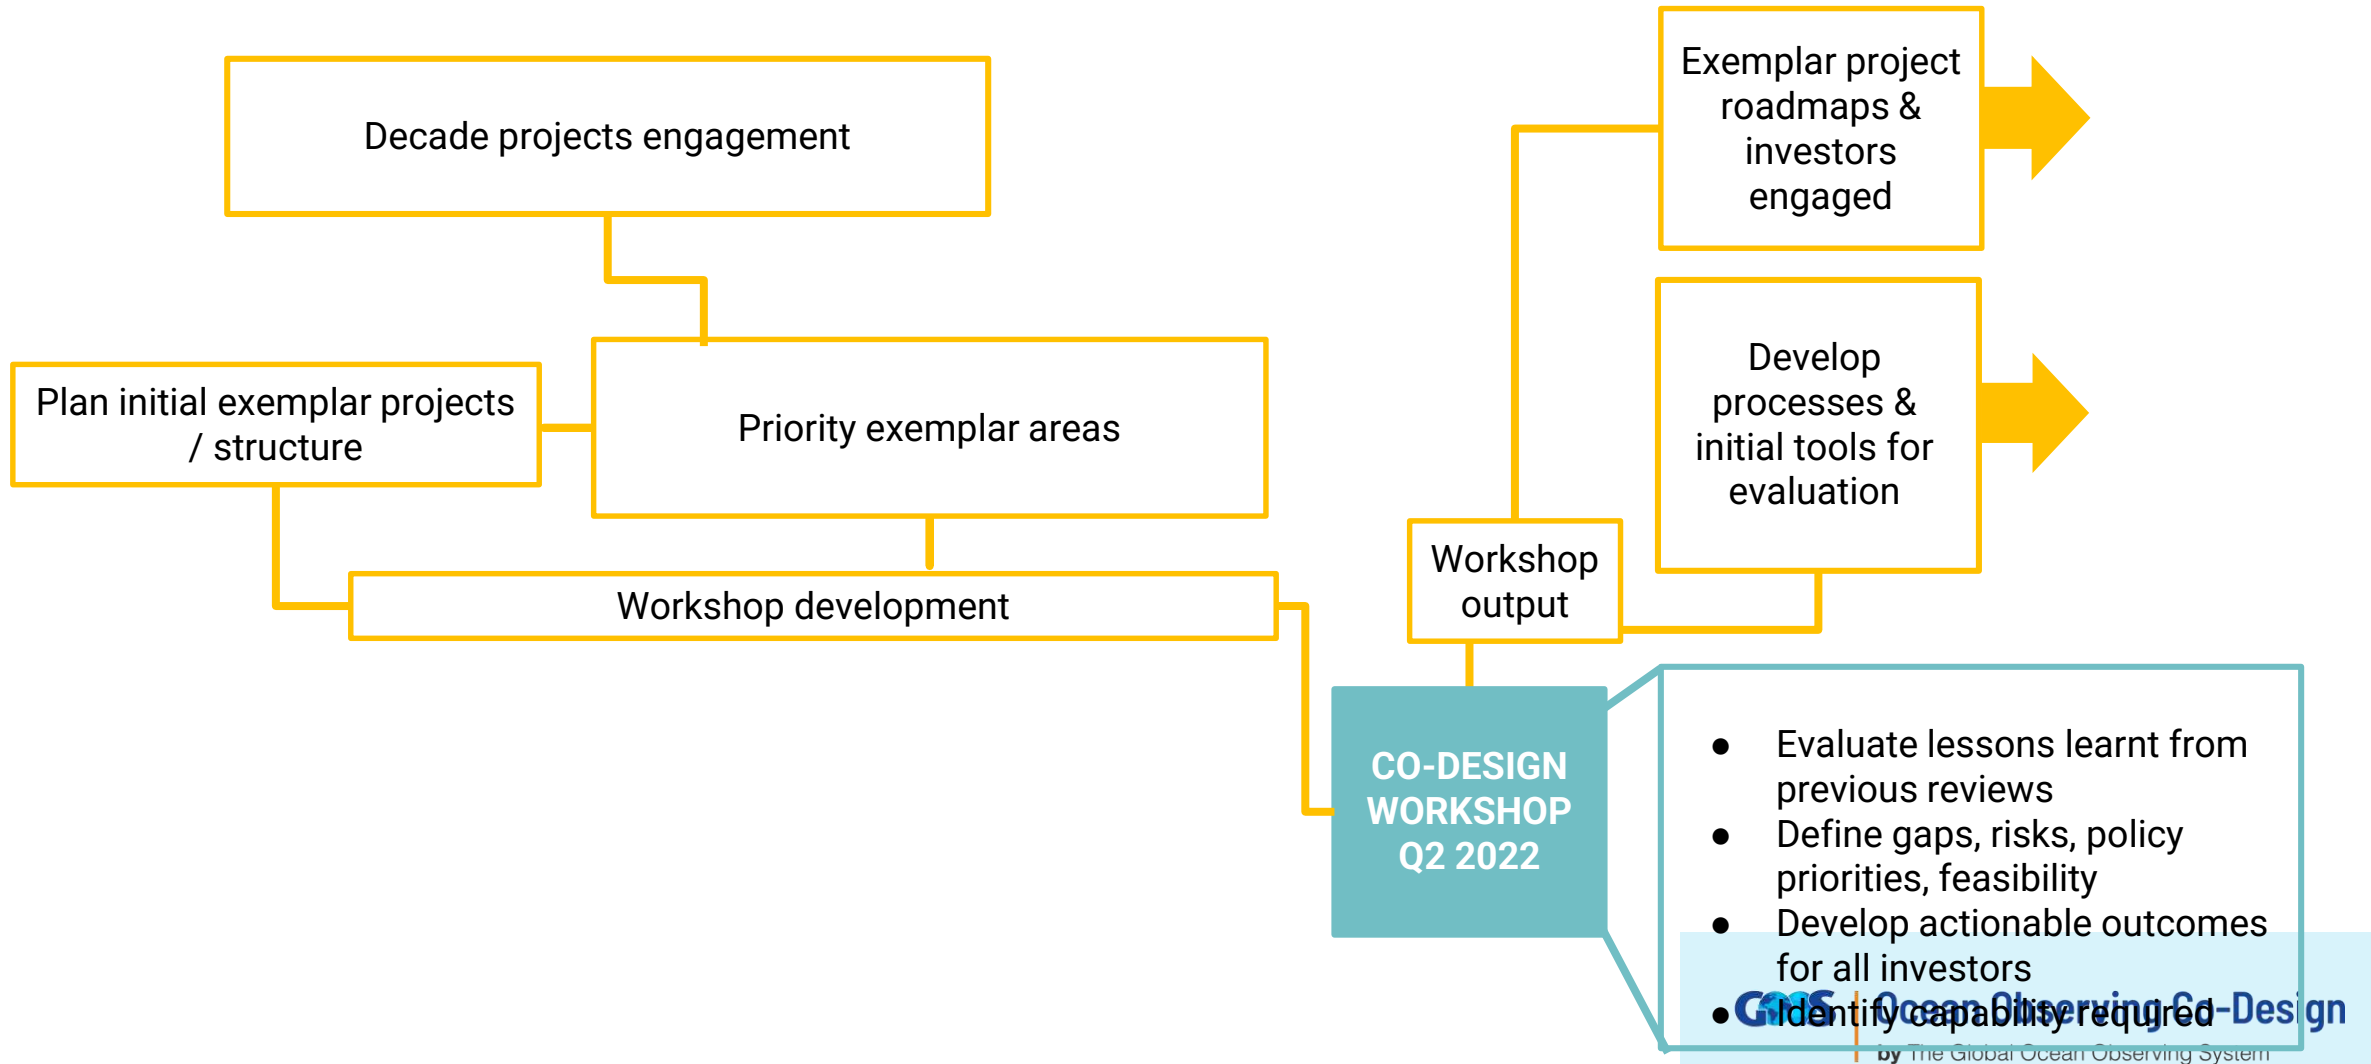 Decade projects engagement
Plan initial exemplar projects
/ structure
Priority exemplar areas
Workshop development
Exemplar project
roadmaps &
investors
engaged
Develop
processes &
initial tools for
evaluation
Workshop
output
CO-DESIGN
WORKSHOP
Q2 2022
● Evaluate lessons learnt from
previous reviews
● Define gaps, risks, policy
priorities, feasibility
● Develop actionable outcomes
for all investors
● Identify capability required
GOOS
Ocean Observing Co-Design
by The Global Ocean Observing System